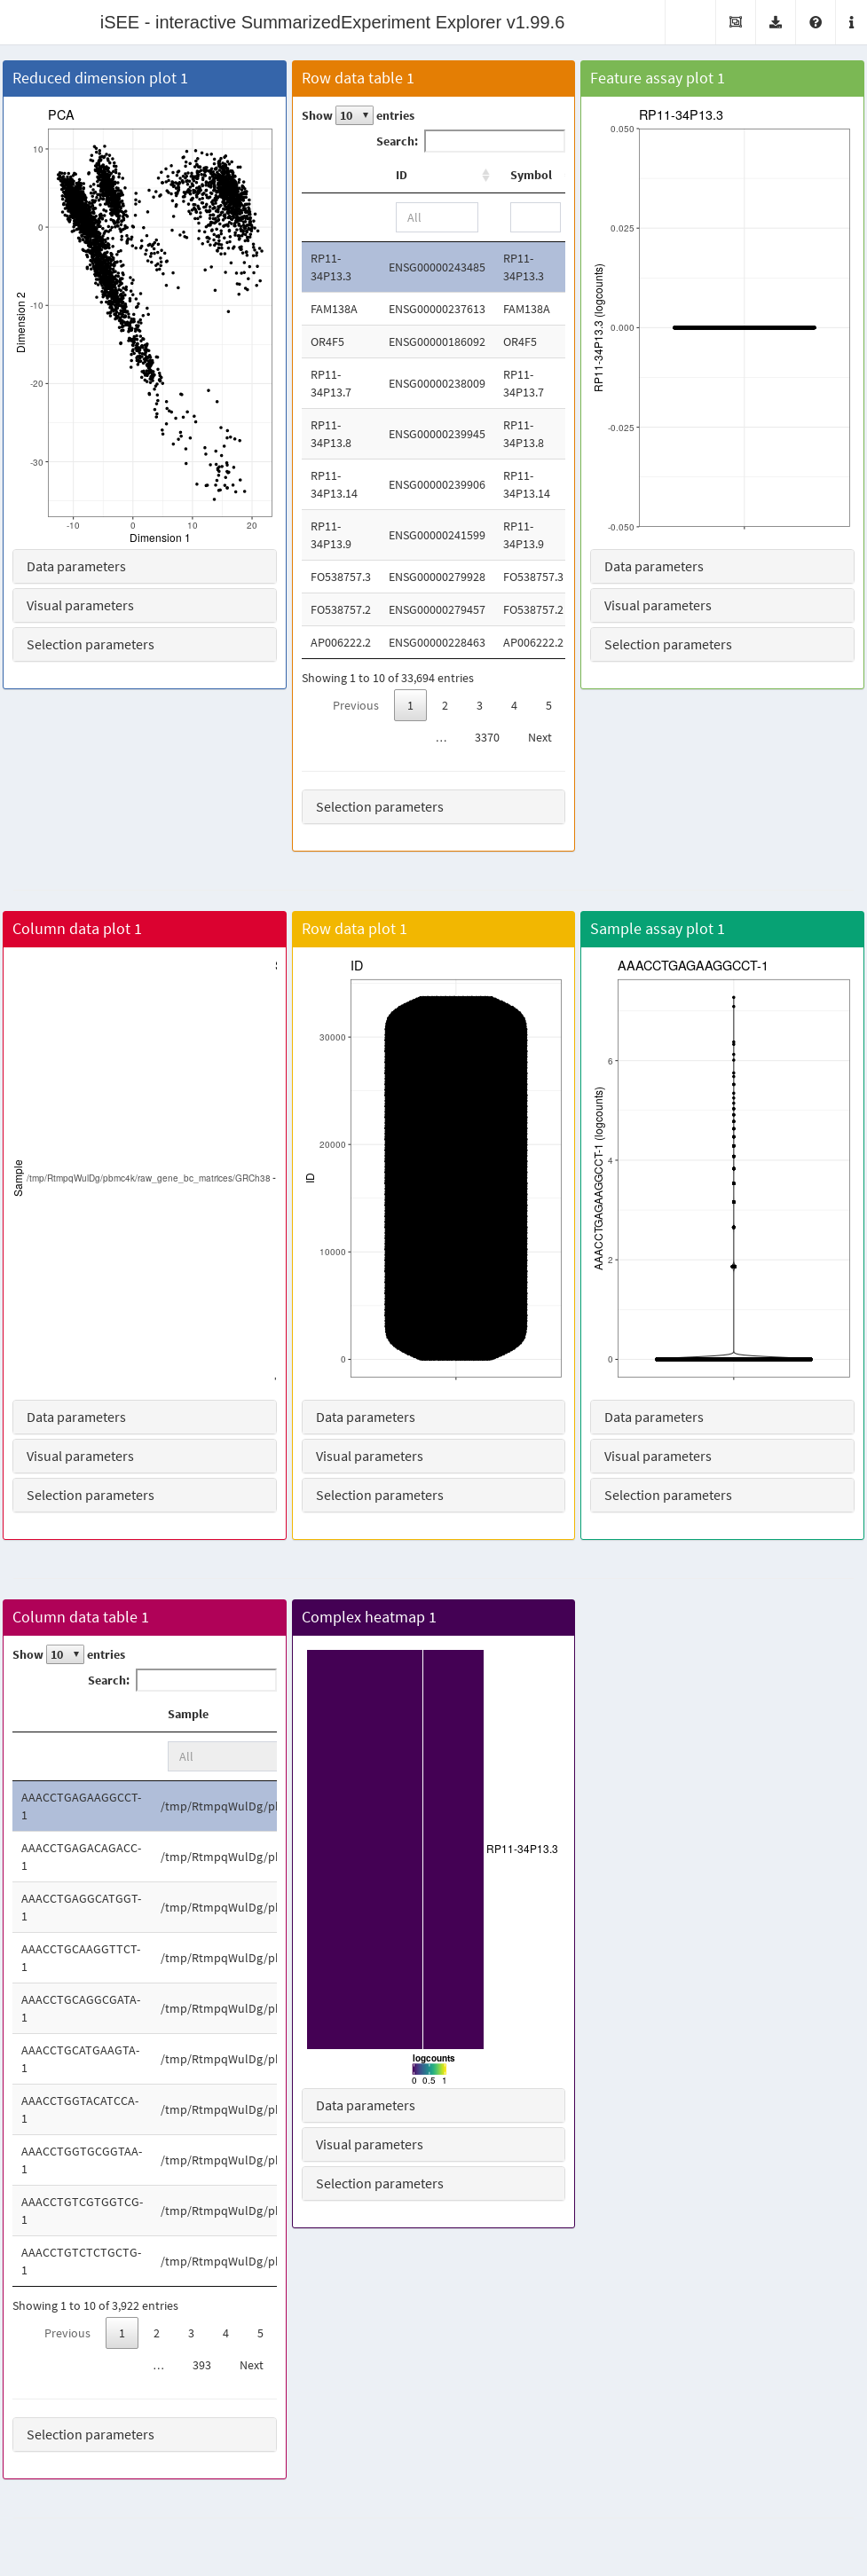 iSEE - interactive SummarizedExperiment Explorer v1.99.6
Reduced dimension plot 1
PCA
10
0
-10
-20
-30
Dimension 2
-10 0 10 20
Dimension 1
Data parameters
Visual parameters
Selection parameters
Row data table 1
Show 10 entries
Search:
ID Symbol
All
RP11-
34P13.3 ENSG00000243485 RP11-
34P13.3
FAM138A ENSG00000237613 FAM138A
OR4F5 ENSG00000186092 OR4F5
RP11-
34P13.7 ENSG00000238009 RP11-
34P13.7
RP11-
34P13.8 ENSG00000239945 RP11-
34P13.8
RP11-
34P13.14 ENSG00000239906 RP11-
34P13.14
RP11-
34P13.9 ENSG00000241599 RP11-
34P13.9
FO538757.3 ENSG00000279928 FO538757.3
FO538757.2 ENSG00000279457 FO538757.2
AP006222.2 ENSG00000228463 AP006222.2
Showing 1 to 10 of 33,694 entries
Previous 1 2 3 4 5
… 3370 Next
Selection parameters
Feature assay plot 1
RP11-34P13.3
0.050
0.025
0.000
-0.025
-0.050
RP11-34P13.3 (logcounts)
Data parameters
Visual parameters
Selection parameters
Column data plot 1
Sample
/tmp/RtmpqWulDg/pbmc4k/raw_gene_bc_matrices/GRCh38
Data parameters
Visual parameters
Selection parameters
Row data plot 1
ID
30000
20000
10000
0
ID
Data parameters
Visual parameters
Selection parameters
Sample assay plot 1
AAACCTGAGAAGGCCT-1
6
4
2
0
AAACCTGAGAAGGCCT-1 (logcounts)
Data parameters
Visual parameters
Selection parameters
Column data table 1
Show 10 entries
Search:
Sample
All
AAACCTGAGAAGGCCT-
1 /tmp/RtmpqWulDg/pl
AAACCTGAGACAGACC-
1 /tmp/RtmpqWulDg/pl
AAACCTGAGGCATGGT-
1 /tmp/RtmpqWulDg/pl
AAACCTGCAAGGTTCT-
1 /tmp/RtmpqWulDg/pl
AAACCTGCAGGCGATA-
1 /tmp/RtmpqWulDg/pl
AAACCTGCATGAAGTA-
1 /tmp/RtmpqWulDg/pl
AAACCTGGTACATCCA-
1 /tmp/RtmpqWulDg/pl
AAACCTGGTGCGGTAA-
1 /tmp/RtmpqWulDg/pl
AAACCTGTCGTGGTCG-
1 /tmp/RtmpqWulDg/pl
AAACCTGTCTCTGCTG-
1 /tmp/RtmpqWulDg/pl
Showing 1 to 10 of 3,922 entries
Previous 1 2 3 4 5
… 393 Next
Selection parameters
Complex heatmap 1
RP11-34P13.3
logcounts
0 0.5 1
Data parameters
Visual parameters
Selection parameters